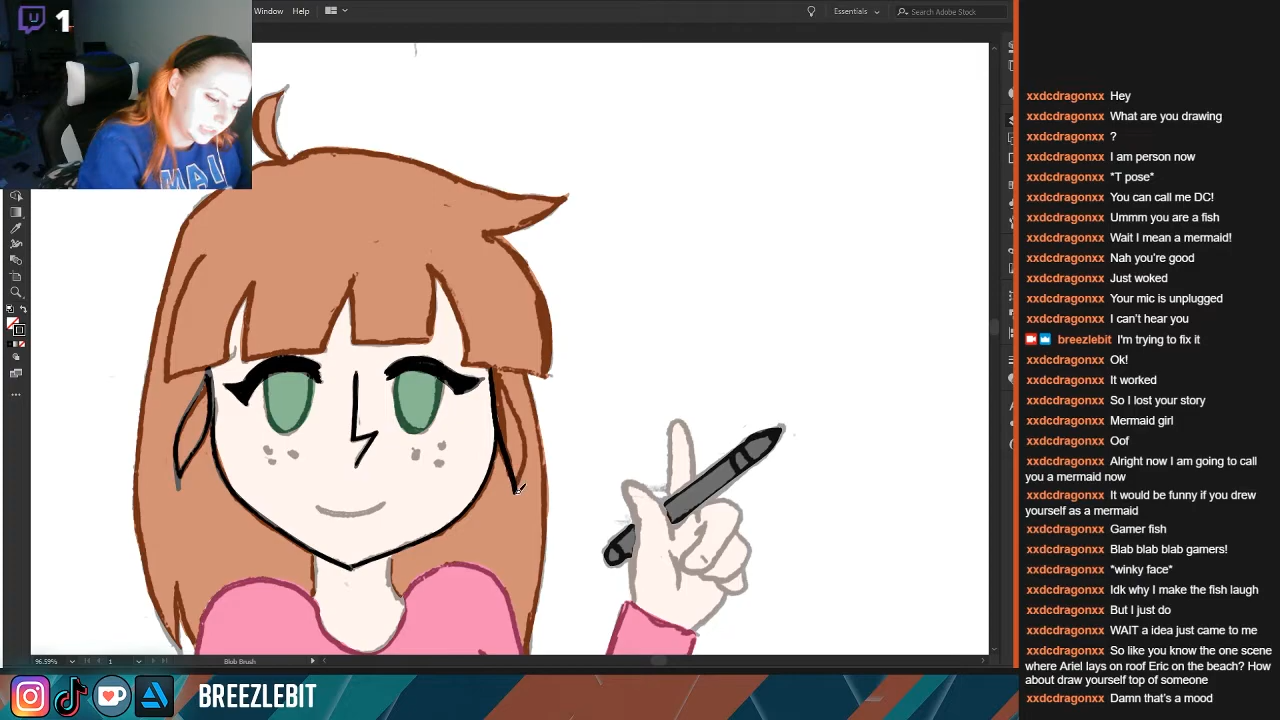 1
Window Help
Essentials
Search Adobe Stock
MAI
96.59%
1
Blob Brush
BREEZLEBIT
xxdcdragonxx Hey
xxdcdragonxx What are you drawing
xxdcdragonxx ?
xxdcdragonxx I am person now
xxdcdragonxx *T pose*
xxdcdragonxx You can call me DC!
xxdcdragonxx Ummm you are a fish
xxdcdragonxx Wait I mean a mermaid!
xxdcdragonxx Nah you're good
xxdcdragonxx Just woked
xxdcdragonxx Your mic is unplugged
xxdcdragonxx I can't hear you
breezlebit I'm trying to fix it
xxdcdragonxx Ok!
xxdcdragonxx It worked
xxdcdragonxx So I lost your story
xxdcdragonxx Mermaid girl
xxdcdragonxx Oof
xxdcdragonxx Alright now I am going to call
you a mermaid now
xxdcdragonxx It would be funny if you drew
yourself as a mermaid
xxdcdragonxx Gamer fish
xxdcdragonxx Blab blab blab gamers!
xxdcdragonxx *winky face*
xxdcdragonxx Idk why I make the fish laugh
xxdcdragonxx But I just do
xxdcdragonxx WAIT a idea just came to me
xxdcdragonxx So like you know the one scene
where Ariel lays on roof Eric on the beach? How
about draw yourself top of someone
xxdcdragonxx Damn that's a mood